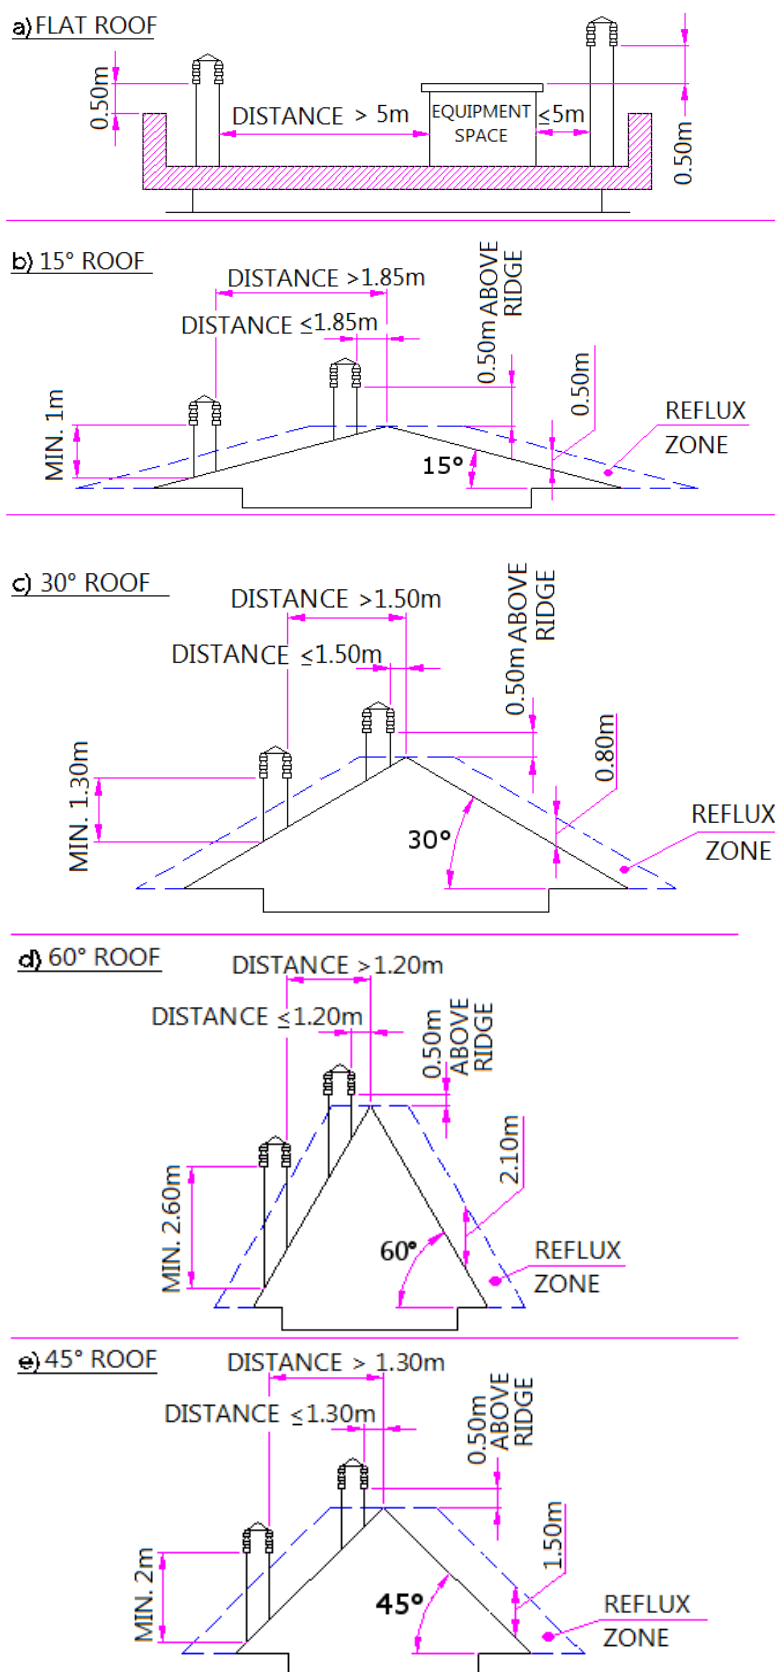 a) FLAT ROOF
0.50m
DISTANCE > 5m
EQUIPMENT
SPACE
≤5m
0.50m
b) 15° ROOF
DISTANCE >1.85m
DISTANCE ≤1.85m
0.50m ABOVE
RIDGE
0.50m
MIN. 1m
15°
REFLUX
ZONE
c) 30° ROOF
DISTANCE >1.50m
DISTANCE ≤1.50m
0.50m ABOVE
RIDGE
0.80m
MIN. 1.30m
30°
REFLUX
ZONE
d) 60° ROOF
DISTANCE >1.20m
DISTANCE ≤1.20m
0.50m
ABOVE
RIDGE
2.10m
MIN. 2.60m
60°
REFLUX
ZONE
e) 45° ROOF
DISTANCE > 1.30m
DISTANCE ≤1.30m
0.50m
ABOVE
RIDGE
1.50m
MIN. 2m
45°
REFLUX
ZONE